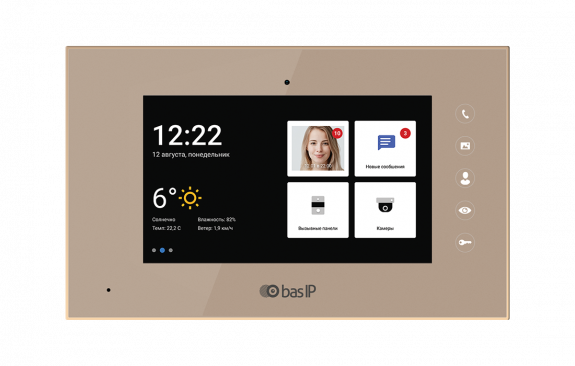 12:22
12 августа, понедельник
6°
Солнечно
Влажность: 82%
Темп: 22,2 C
Ветер: 1,9 км/ч
10
3
Новые сообщения
Вызывные панели
Камеры
bas IP